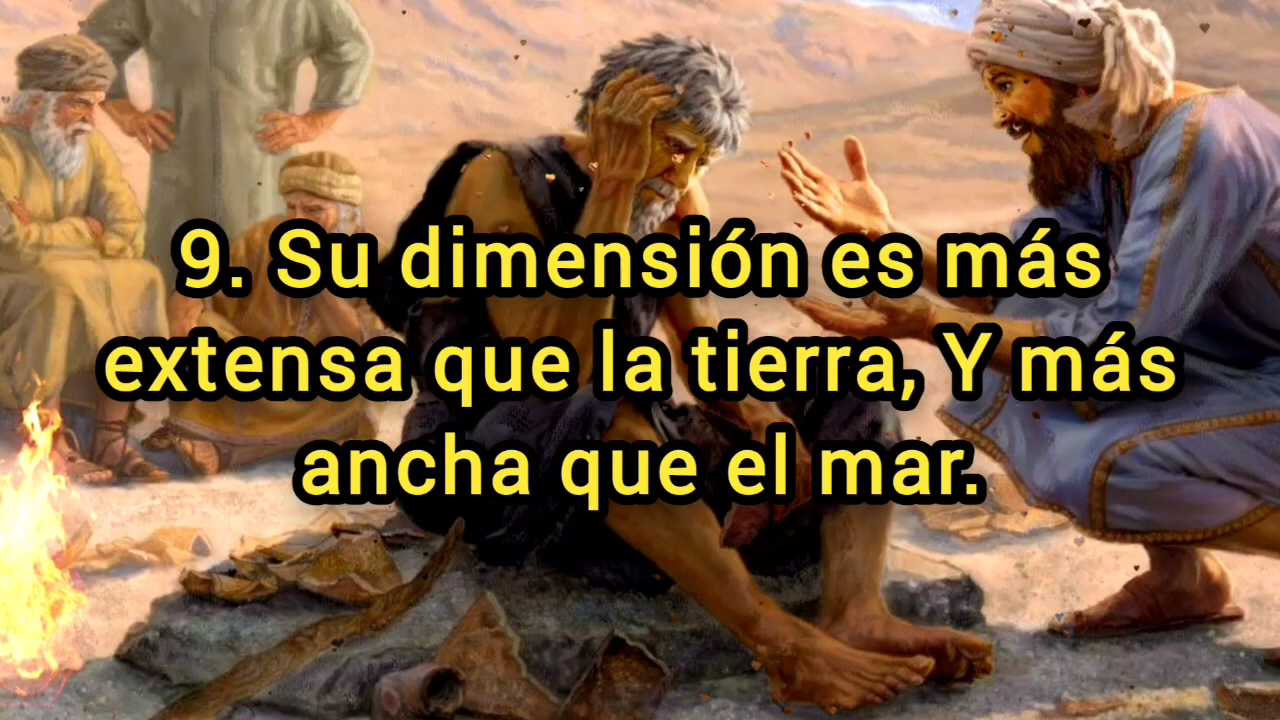 9. Su dimensión es más
extensa que la tierra, Y más
ancha que el mar.